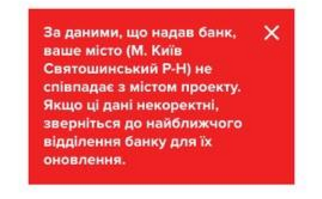 За даними, що надав банк,
ваше місто (М. Київ
Святошинський Р-Н) не
співпадає з містом проекту.
Якщо ці дані некоректні,
зверніться до найближчого
відділення банку для їх
оновлення.